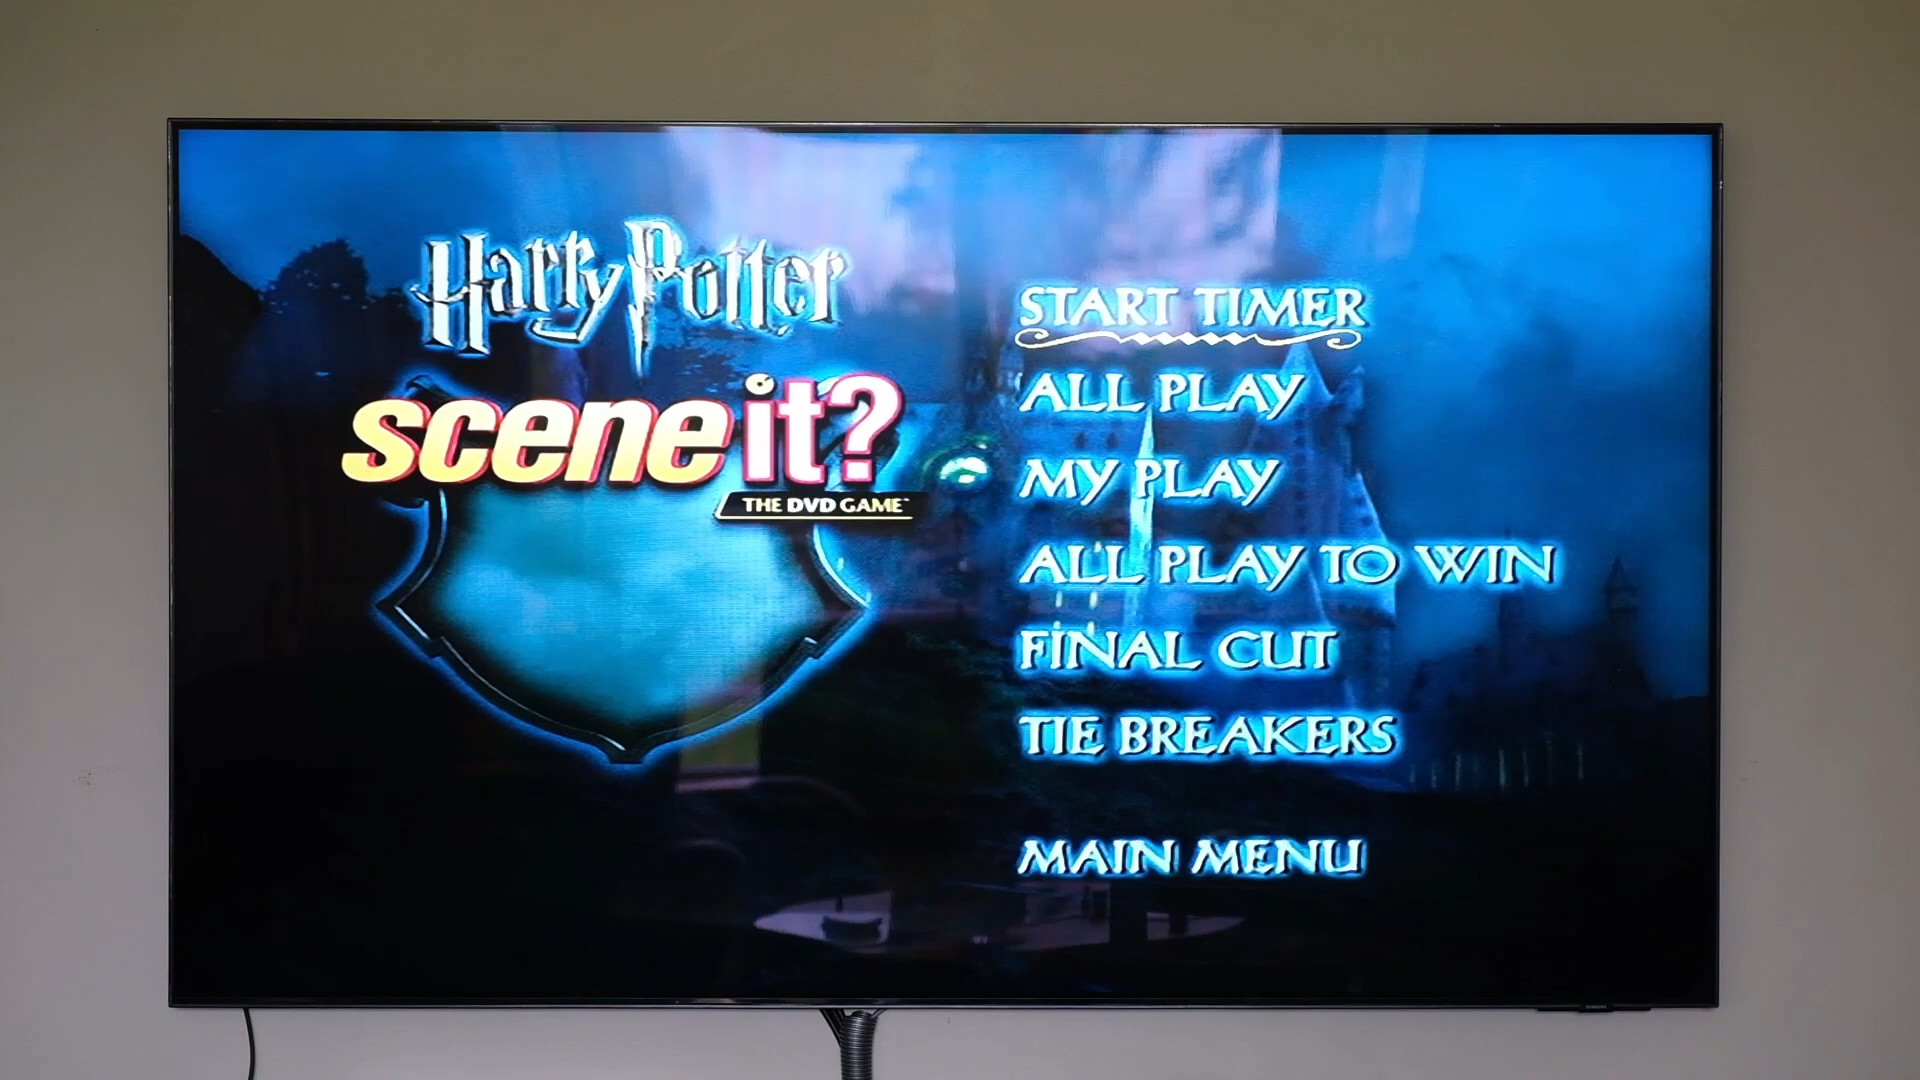 Harry Potter
scene it?
THE DVD GAME™
START TIMER
ALL PLAY
MY PLAY
ALL PLAY TO WIN
FINAL CUT
TIE BREAKERS
MAIN MENU